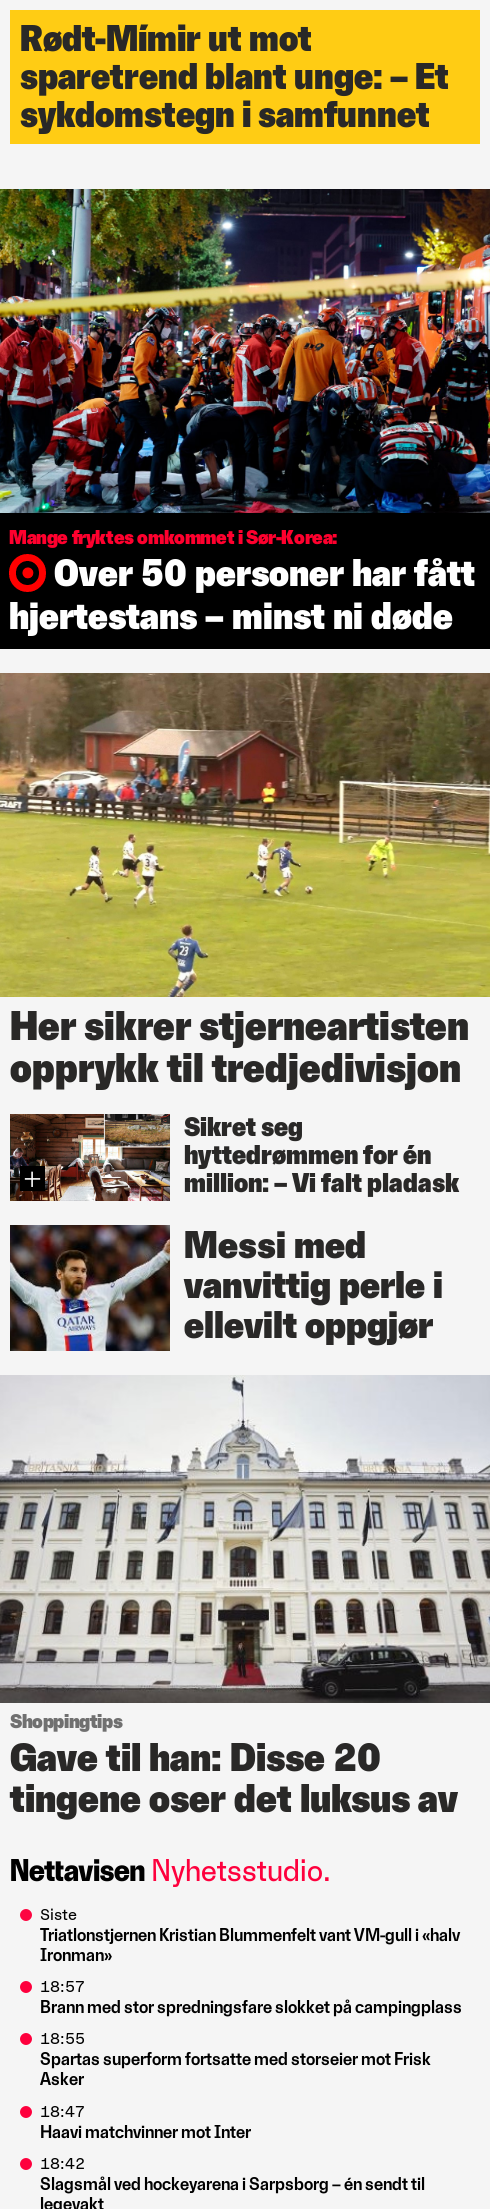 Rødt-Mímir ut mot
sparetrend blant unge: – Et
sykdomstegn i samfunnet
Mange fryktes omkommet i Sør-Korea:
Over 50 personer har fått
hjertestans – minst ni døde
Her sikrer stjerneartisten
opprykk til tredjedivisjon
Sikret seg
hyttedrømmen for én
million: – Vi falt pladask
QATAR
AIRWAYS
Messi med
vanvittig perle i
ellevilt oppgjør
Shoppingtips
Gave til han: Disse 20
tingene oser det luksus av
Nettavisen Nyhetsstudio.
Siste
Triatlonstjernen Kristian Blummenfelt vant VM-gull i «halv
Ironman»
18:57
Brann med stor spredningsfare slokket på campingplass
18:55
Spartas superform fortsatte med storseier mot Frisk
Asker
18:47
Haavi matchvinner mot Inter
18:42
Slagsmål ved hockeyarena i Sarpsborg – én sendt til
legevakt